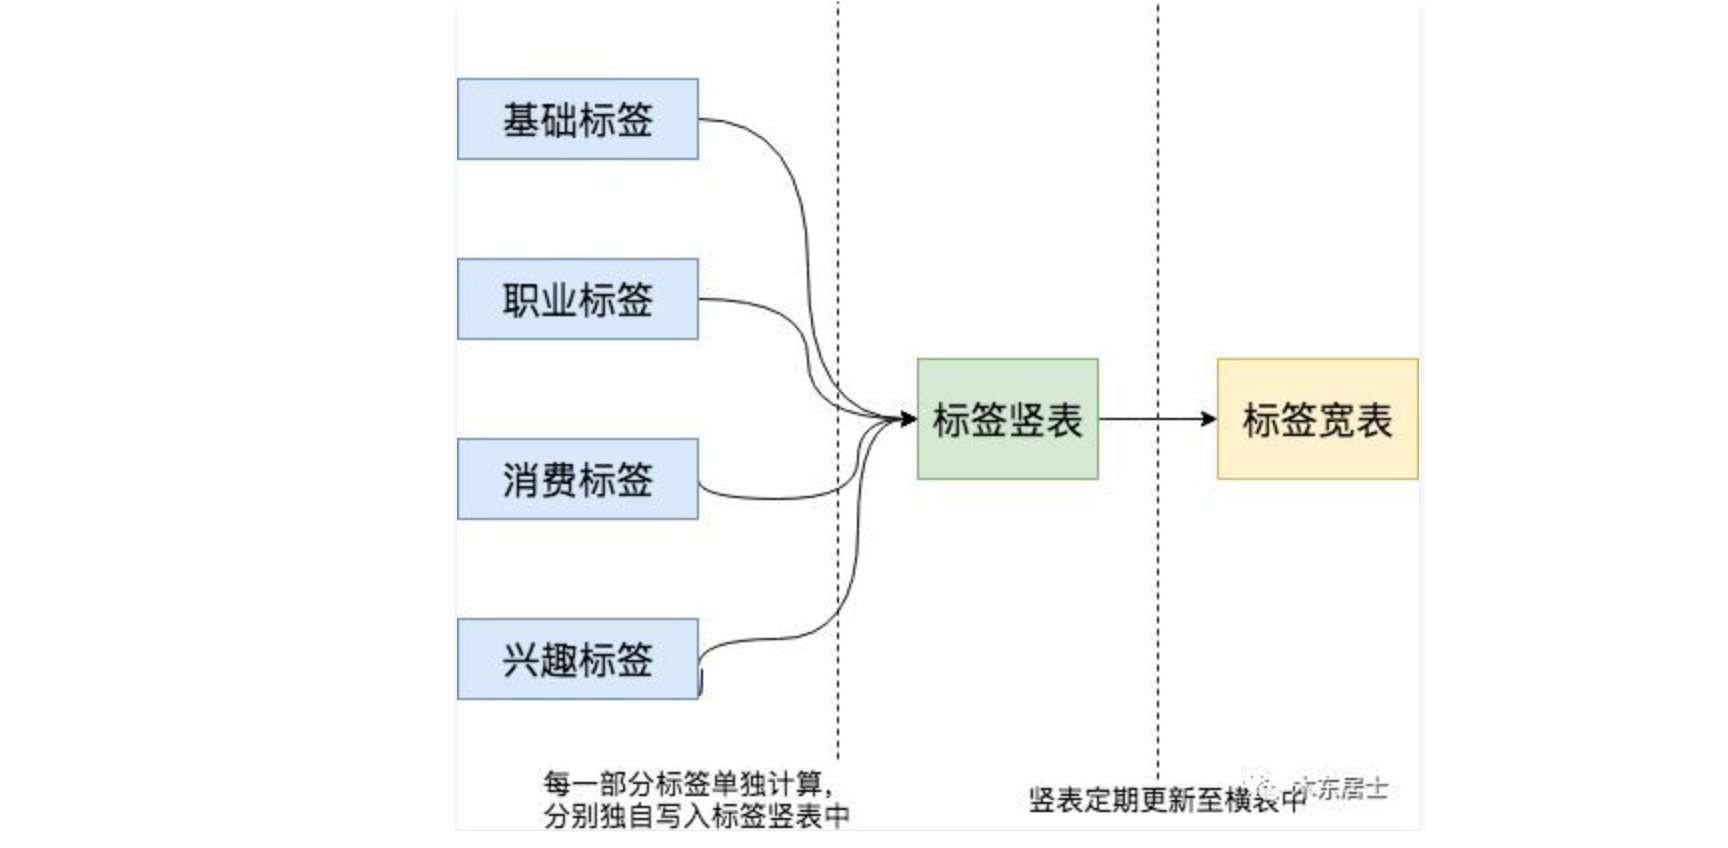 基础标签
职业标签
消费标签
兴趣标签
标签竖表
标签宽表
每一部分标签单独计算,
分别独自写入标签竖表中
竖表定期更新至横表中
木东居士